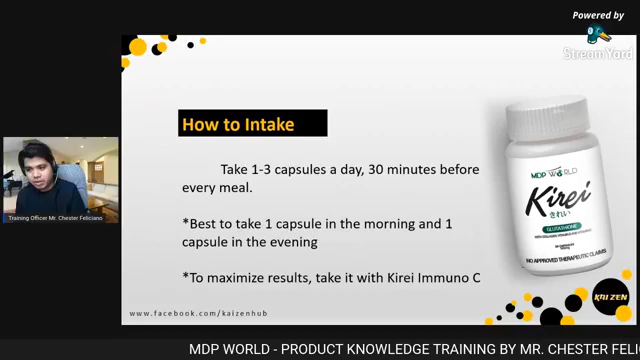 Powered by
StreamYard
How to Intake
Take 1-3 capsules a day, 30 minutes before
every meal.
*Best to take 1 capsule in the morning and 1
capsule in the evening
*To maximize results, take it with Kirei Immuno C
MDP WORLD
Kirei
きれい
GLUTATHIONE
NO APPROVED THERAPEUTIC CLAIMS
Training Officer Mr. Chester Feliciano
www.facebook.com/kaizenhub
KAIZEN
MDP WORLD - PRODUCT KNOWLEDGE TRAINING BY MR. CHESTER FELI